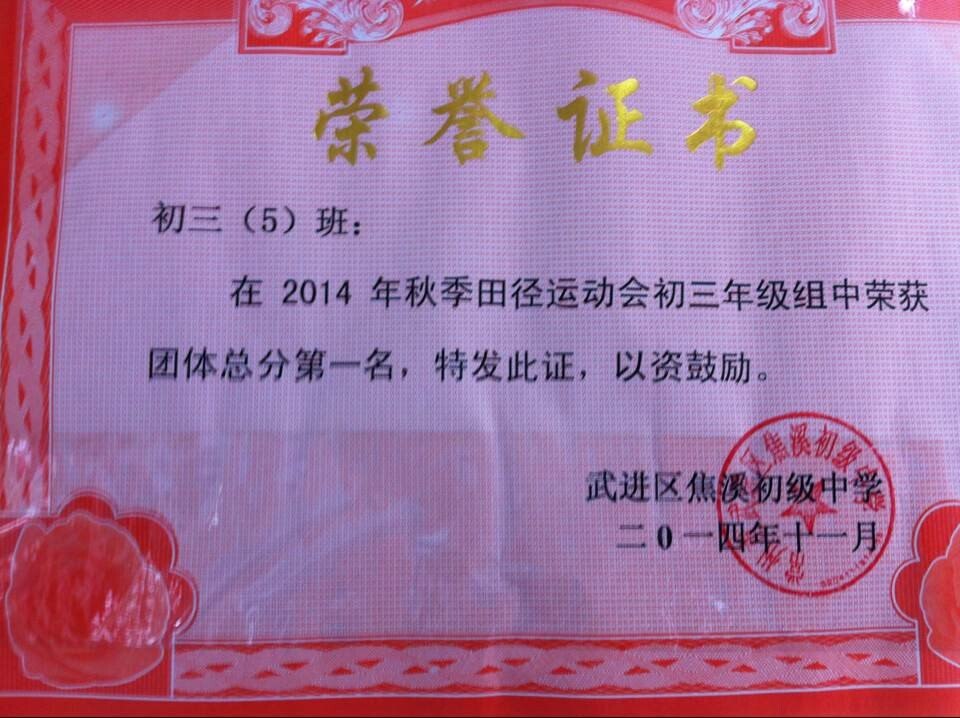 荣誉证书
初三（5）班：
在 2014 年秋季田径运动会初三年级组中荣获
团体总分第一名，特发此证，以资鼓励。
武进区焦溪初级中学
二0一四年十一月